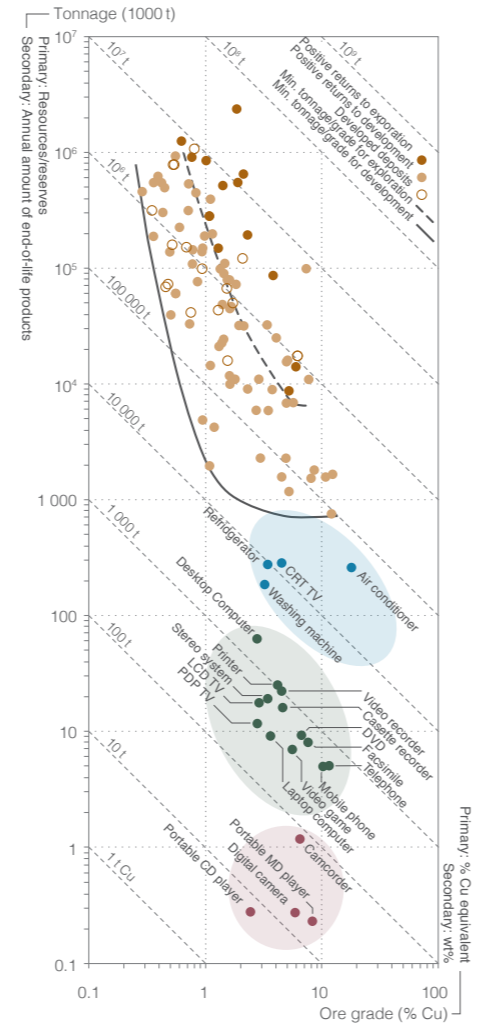 Tonnage (1000 t)
Primary: Resources/reserves
Secondary: Annual amount of end-of-life products
10⁷
10⁶
10⁵
10⁴
1 000
100
10
1
0.1
10⁷ t
10⁸ t
10⁹ t
10⁶ t
100 000 t
10 000 t
1 000 t
100 t
10 t
1 t Cu
Positive returns to exporation
Positive returns to development
Developed deposits
Min. tonnage/grade for exploration
Min. tonnage/grade for development
Refridgerator
CRT TV
Air conditioner
Washing machine
Desktop Computer
Printer
Stereo system
LCD TV
PDP TV
Video recorder
Casette recorder
DVD
Facsimile
Telephone
Mobile phone
Video game
Laptop computer
Camcorder
Portable MD player
Digital camera
Portable CD player
0.1
1
10
100
Primary: % Cu equivalent
Secondary: wt%
Ore grade (% Cu)